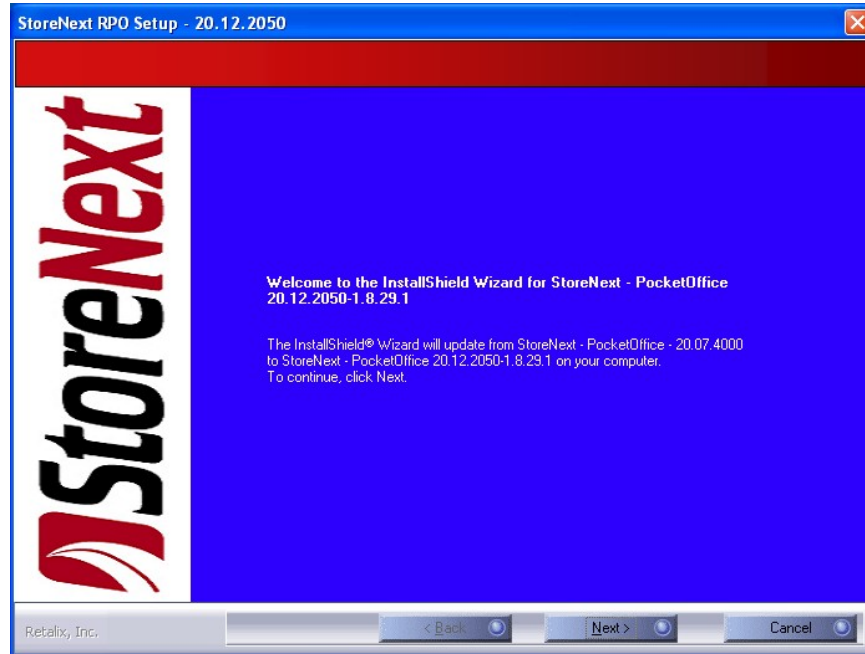 StoreNext RPO Setup - 20.12.2050
StoreNext
Welcome to the InstallShield Wizard for StoreNext - PocketOffice
20.12.2050-1.8.29.1
The InstallShield® Wizard will update from StoreNext - PocketOffice - 20.07.4000
to StoreNext - PocketOffice 20.12.2050-1.8.29.1 on your computer.
To continue, click Next.
Retalix, Inc.
< Back
Next >
Cancel